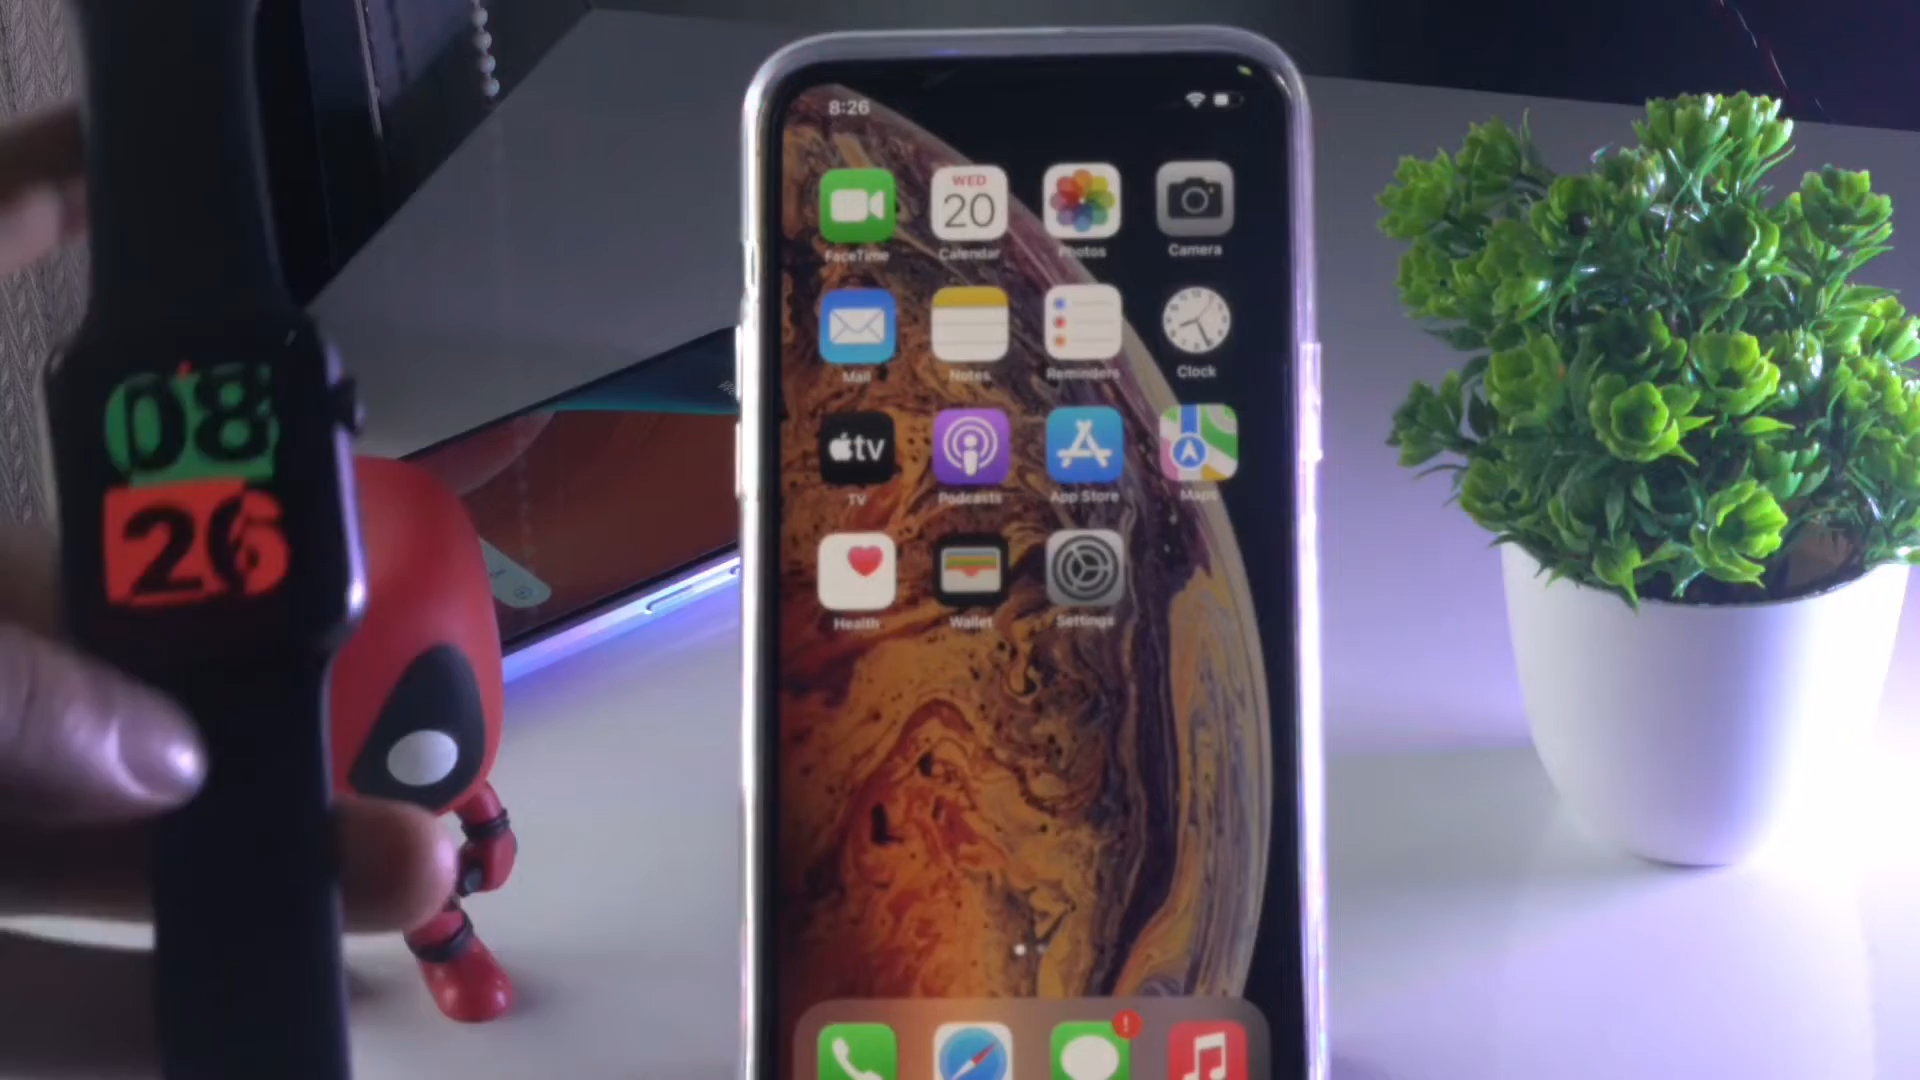 08
26
8:26
FaceTime
WED
20
Calendar
Photos
Camera
Mail
Notes
Reminders
Clock
tv
TV
Podcasts
App Store
Maps
Health
Wallet
Settings
!